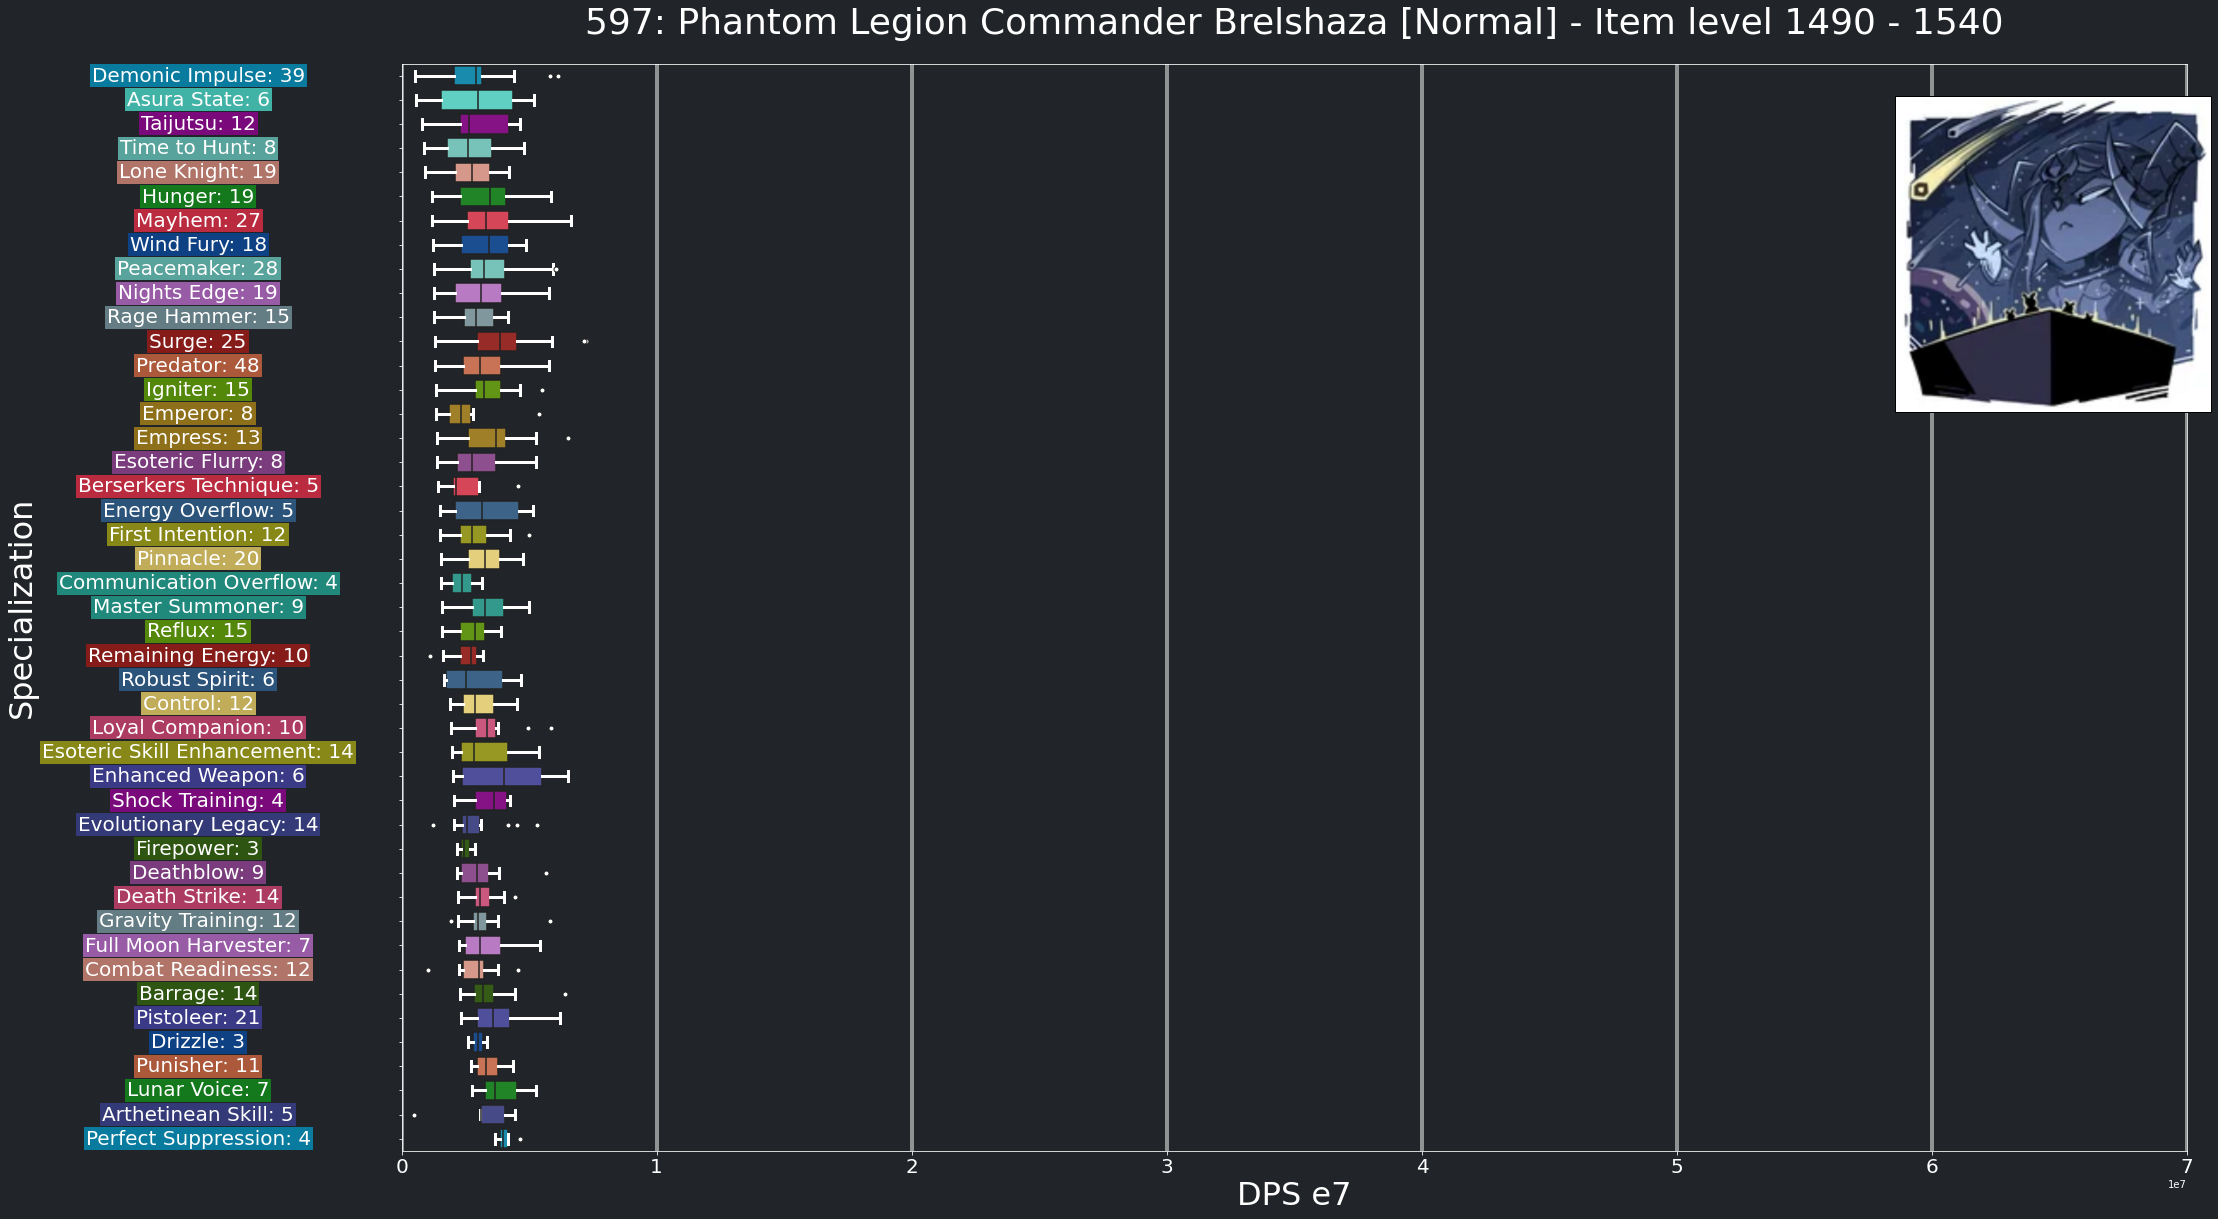 597: Phantom Legion Commander Brelshaza [Normal] - Item level 1490 - 1540
Demonic Impulse: 39
Asura State: 6
Taijutsu: 12
Time to Hunt: 8
Lone Knight: 19
Hunger: 19
Mayhem: 27
Wind Fury: 18
Peacemaker: 28
Nights Edge: 19
Rage Hammer: 15
Surge: 25
Predator: 48
Igniter: 15
Emperor: 8
Empress: 13
Esoteric Flurry: 8
Berserkers Technique: 5
Energy Overflow: 5
First Intention: 12
Pinnacle: 20
Communication Overflow: 4
Master Summoner: 9
Reflux: 15
Remaining Energy: 10
Robust Spirit: 6
Control: 12
Loyal Companion: 10
Esoteric Skill Enhancement: 14
Enhanced Weapon: 6
Shock Training: 4
Evolutionary Legacy: 14
Firepower: 3
Deathblow: 9
Death Strike: 14
Gravity Training: 12
Full Moon Harvester: 7
Combat Readiness: 12
Barrage: 14
Pistoleer: 21
Drizzle: 3
Punisher: 11
Lunar Voice: 7
Arthetinean Skill: 5
Perfect Suppression: 4
Specialization
0 1 2 3 4 5 6 7
1e7
DPS e7